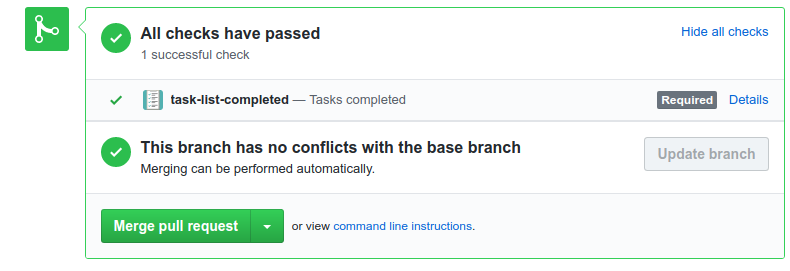 All checks have passed
Hide all checks
1 successful check
task-list-completed — Tasks completed
Required
Details
This branch has no conflicts with the base branch
Update branch
Merging can be performed automatically.
Merge pull request
or view command line instructions.